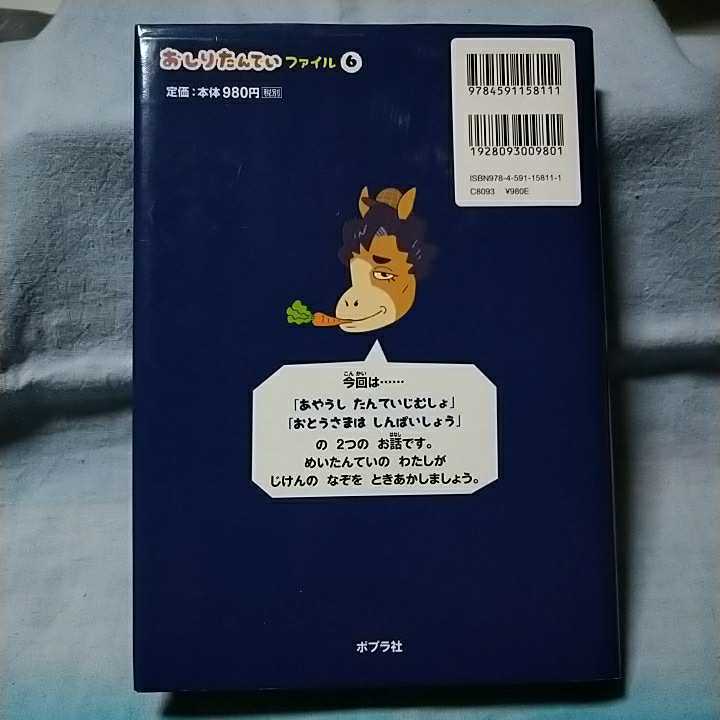 おしりたんてい ファイル 6
定価:本体980円 税別
9784591158111
1928093009801
ISBN978-4-591-15811-1
C8093 ¥980E
こん かい
今回は……
「あやうし たんていじむしょ」
「おとうさまは しんぱいしょう」
はなし
の 2つの お話です。
めいたんていの わたしが
じけんの なぞを ときあかしましょう。
ポプラ社